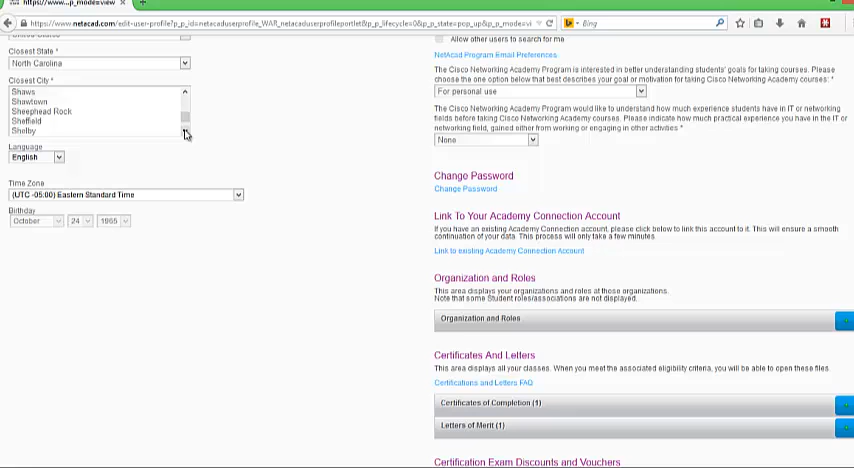 https://www...p_mode=view
https://www.netacad.com/edit-user-profile?p_p_id=netacaduserprofile_WAR_netacaduserprofileportlet&p_p_lifecycle=0&p_p_state=pop_up&p_p_mode=vi
Bing
Closest State *
North Carolina
Closest City *
Shaws
Shawtown
Sheephead Rock
Sheffield
Shelby
Language
English
Time Zone
(UTC -05:00) Eastern Standard Time
Birthday
October 24 1965
Allow other users to search for me
NetAcad Program Email Preferences
The Cisco Networking Academy Program is interested in better understanding students' goals for taking courses. Please
choose the one option below that best describes your goal or motivation for taking Cisco Networking Academy courses: *
For personal use
The Cisco Networking Academy Program would like to understand how much experience students have in IT or networking
fields before taking Cisco Networking Academy courses. Please indicate how much practical experience you have in the IT or
networking field, gained either from working or engaging in other activities *
None
Change Password
Change Password
Link To Your Academy Connection Account
If you have an existing Academy Connection account, please click below to link this account to it. This will ensure a smooth
continuation of your data. This process will only take a few minutes.
Link to existing Academy Connection Account
Organization and Roles
This area displays your organizations and roles at those organizations.
Note that some Student roles/associations are not displayed.
Organization and Roles
Certificates And Letters
This area displays all your classes. When you meet the associated eligibility criteria, you will be able to open these files.
Certifications and Letters FAQ
Certificates of Completion (1)
Letters of Merit (1)
Certification Exam Discounts and Vouchers